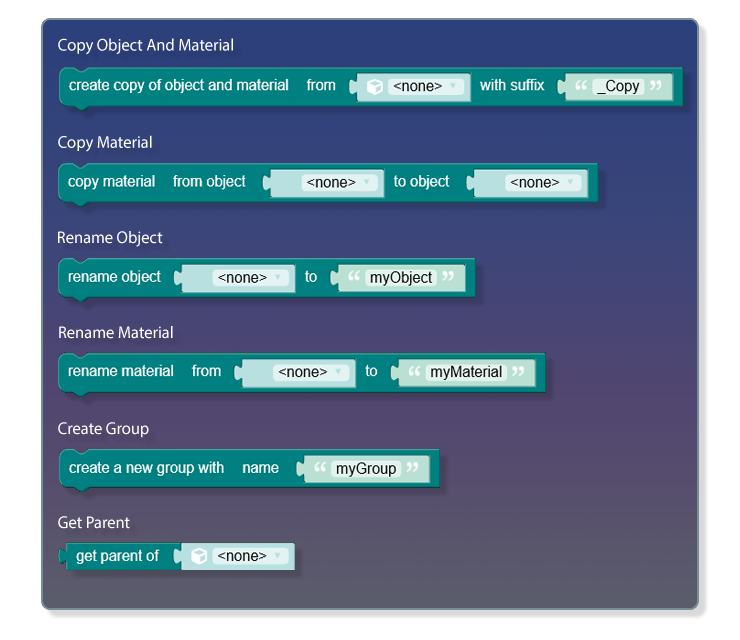 Copy Object And Material
create copy of object and material from <none> with suffix “ _Copy ”
Copy Material
copy material from object <none> to object <none>
Rename Object
rename object <none> to “ myObject ”
Rename Material
rename material from <none> to “ myMaterial ”
Create Group
create a new group with name “ myGroup ”
Get Parent
get parent of <none>